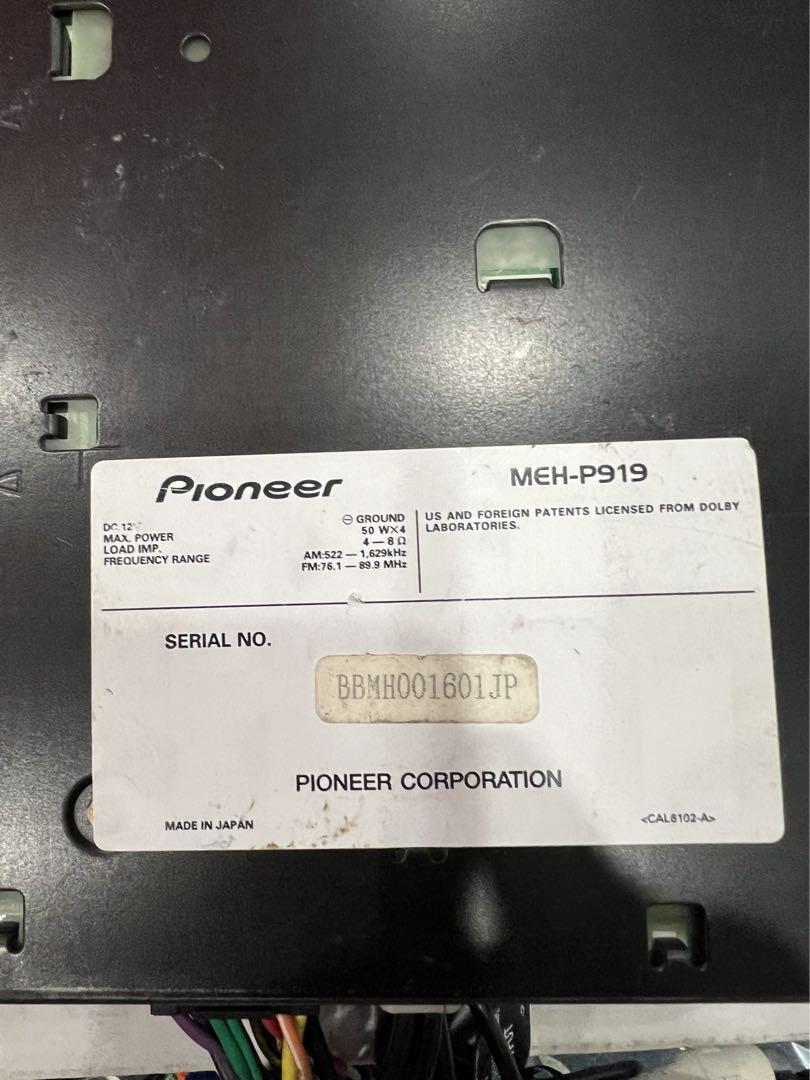 Pioneer
MEH-P919
DC 12V
⊖ GROUND
MAX. POWER 50 W×4
LOAD IMP. 4 — 8 Ω
FREQUENCY RANGE AM:522 — 1,629kHz
FM:76.1 — 89.9 MHz
US AND FOREIGN PATENTS LICENSED FROM DOLBY
LABORATORIES.
SERIAL NO.
BBMH001601JP
PIONEER CORPORATION
MADE IN JAPAN
<CAL6102-A>